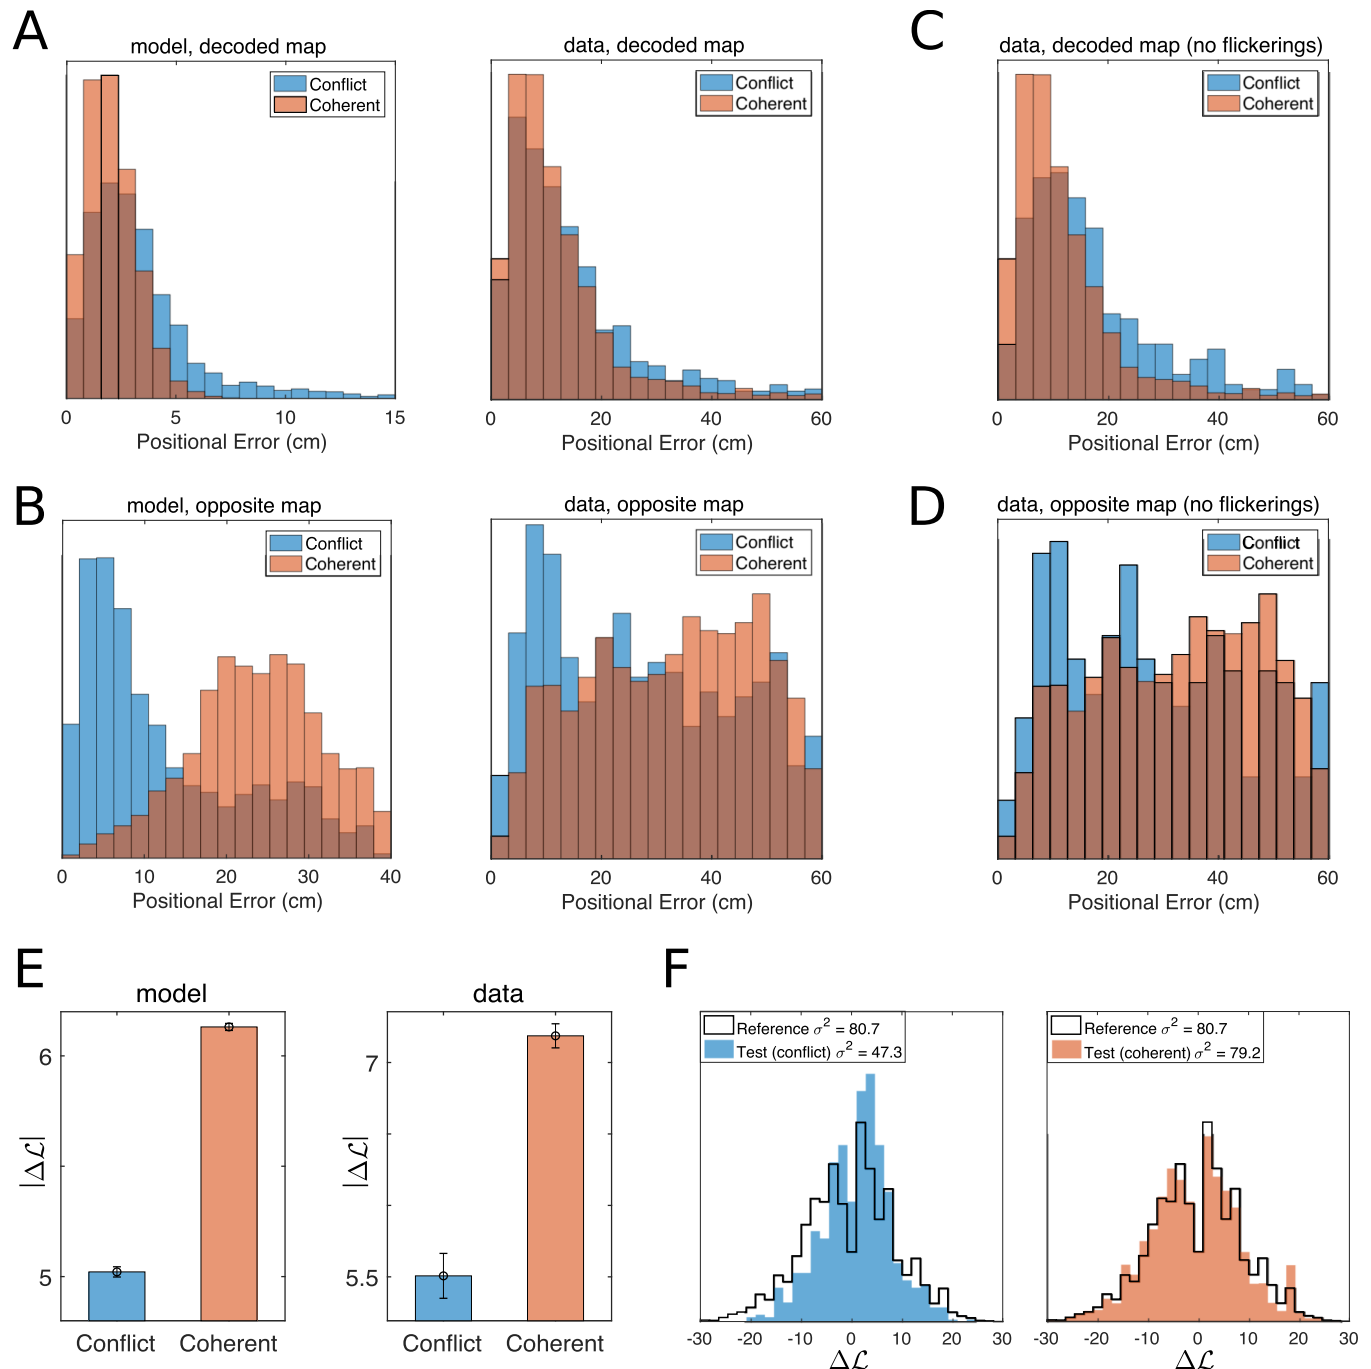 A
model, decoded map
Conflict
Coherent
0 5 10 15
Positional Error (cm)
data, decoded map
Conflict
Coherent
0 20 40 60
Positional Error (cm)
C
data, decoded map (no flickerings)
Conflict
Coherent
0 20 40 60
Positional Error (cm)
B
model, opposite map
Conflict
Coherent
0 10 20 30 40
Positional Error (cm)
data, opposite map
Conflict
Coherent
0 20 40 60
Positional Error (cm)
D
data, opposite map (no flickerings)
Conflict
Coherent
0 20 40 60
Positional Error (cm)
E
model
|Δℒ|
6
5
Conflict Coherent
data
|Δℒ|
7
5.5
Conflict Coherent
F
Reference σ² = 80.7
Test (conflict) σ² = 47.3
-30 -20 -10 0 10 20 30
Δℒ
Reference σ² = 80.7
Test (coherent) σ² = 79.2
-30 -20 -10 0 10 20 30
Δℒ